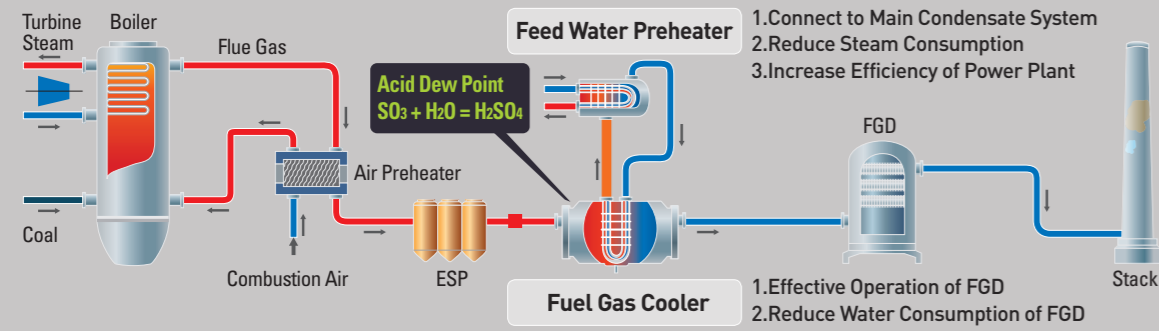 Turbine
Steam
Boiler
Flue Gas
Feed Water Preheater
1.Connect to Main Condensate System
2.Reduce Steam Consumption
3.Increase Efficiency of Power Plant
Acid Dew Point
SO₃ + H₂O = H₂SO₄
FGD
Air Preheater
Coal
Combustion Air
ESP
Fuel Gas Cooler
1.Effective Operation of FGD
2.Reduce Water Consumption of FGD
Stack